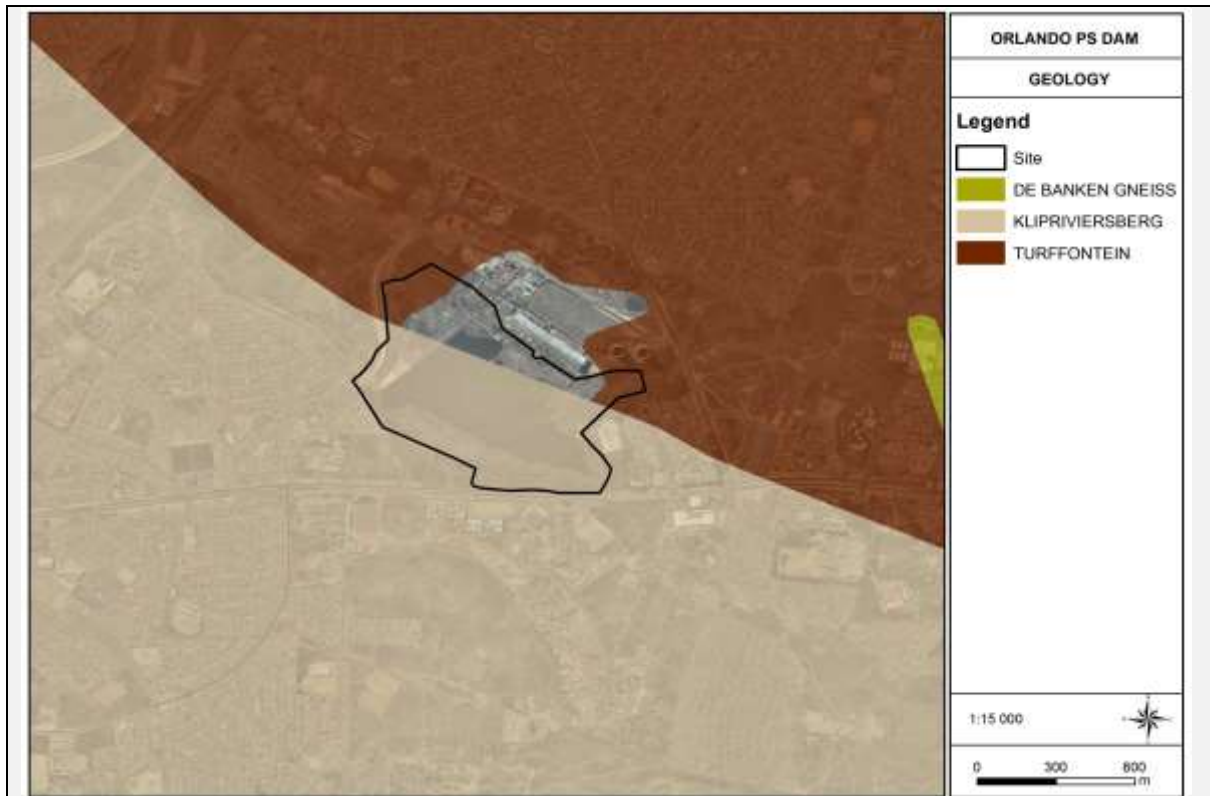 ORLANDO PS DAM
GEOLOGY
Legend
Site
DE BANKEN GNEISS
KLIPRIVIERSBERG
TURFFONTEIN
1:15 000
0 300 600
m